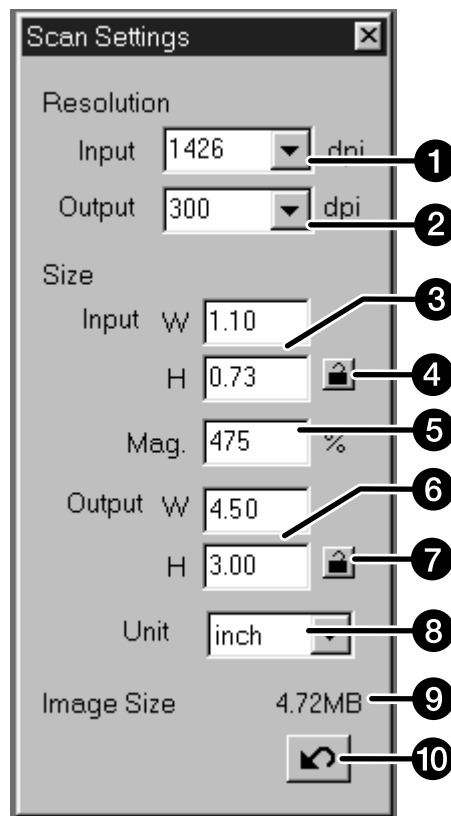 Scan Settings
Resolution
Input 1426 dpi 1
Output 300 dpi 2
Size
Input W 1.10 3
H 0.73 4
Mag. 475 % 5
Output W 4.50 6
H 3.00 7
Unit inch 8
Image Size 4.72MB 9
10